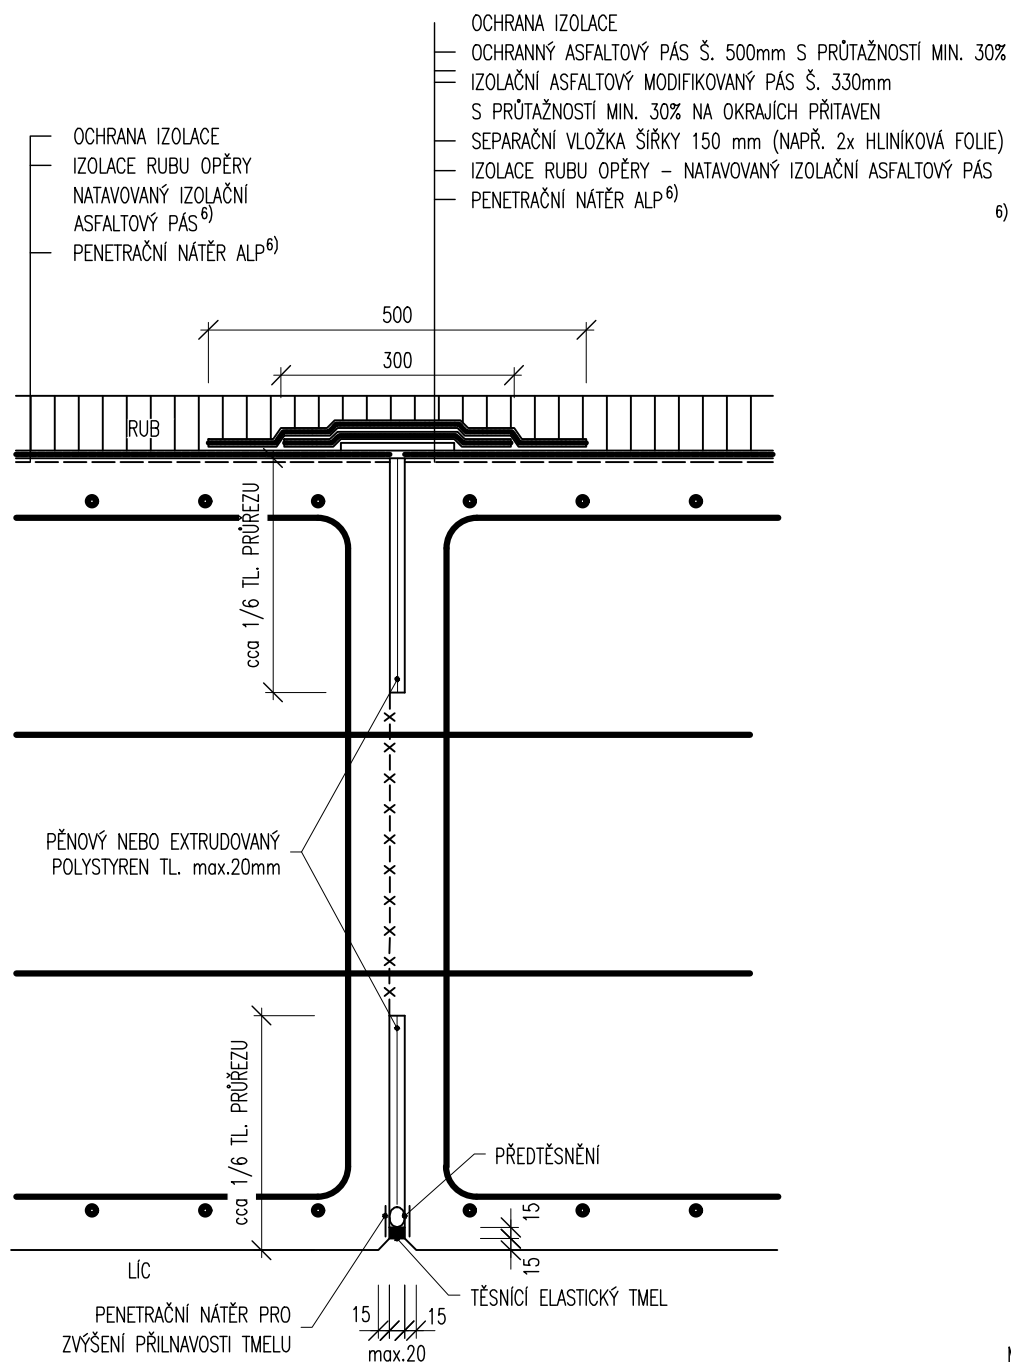 OCHRANA IZOLACE
OCHRANNÝ ASFALTOVÝ PÁS Š. 500mm S PRŮTAŽNOSTÍ MIN. 30%
IZOLAČNÍ ASFALTOVÝ MODIFIKOVANÝ PÁS Š. 330mm
S PRŮTAŽNOSTÍ MIN. 30% NA OKRAJÍCH PŘITAVEN
SEPARAČNÍ VLOŽKA ŠÍŘKY 150 mm (NAPŘ. 2x HLINÍKOVÁ FOLIE)
IZOLACE RUBU OPĚRY – NATAVOVANÝ IZOLAČNÍ ASFALTOVÝ PÁS
PENETRAČNÍ NÁTĚR ALP6)
6)
OCHRANA IZOLACE
IZOLACE RUBU OPĚRY
NATAVOVANÝ IZOLAČNÍ
ASFALTOVÝ PÁS6)
PENETRAČNÍ NÁTĚR ALP6)
500
300
RUB
cca 1/6 TL. PRŮŘEZU
PĚNOVÝ NEBO EXTRUDOVANÝ
POLYSTYREN TL. max.20mm
cca 1/6 TL. PRŮŘEZU
PŘEDTĚSNĚNÍ
15
15
LÍC
TĚSNÍCÍ ELASTICKÝ TMEL
PENETRAČNÍ NÁTĚR PRO
ZVÝŠENÍ PŘILNAVOSTI TMELU
15
15
max.20